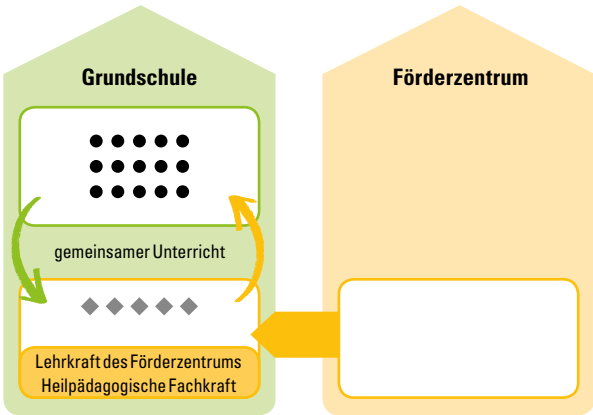 Grundschule
Förderzentrum
gemeinsamer Unterricht
Lehrkraft des Förderzentrums
Heilpädagogische Fachkraft